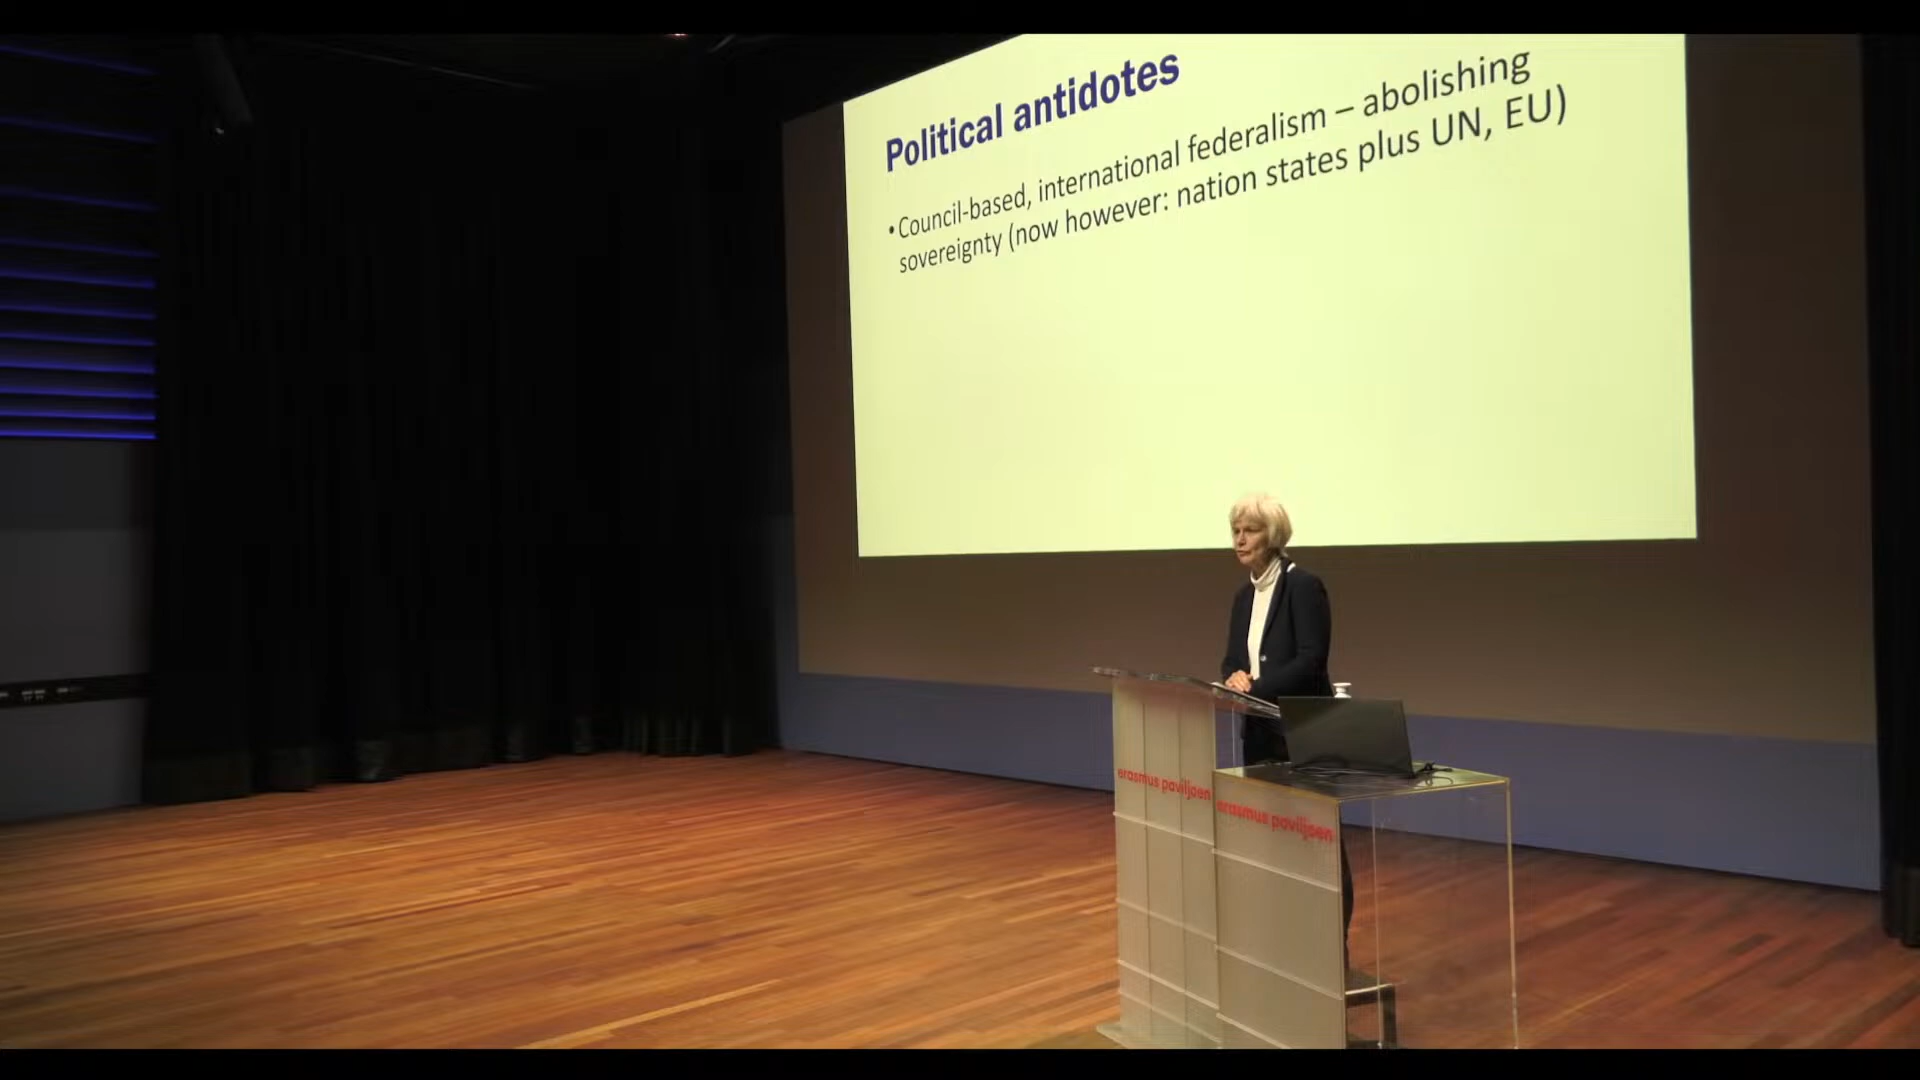 Political antidotes
•Council-based, international federalism – abolishing
sovereignty (now however: nation states plus UN, EU)
erasmus paviljoen
erasmus paviljoen